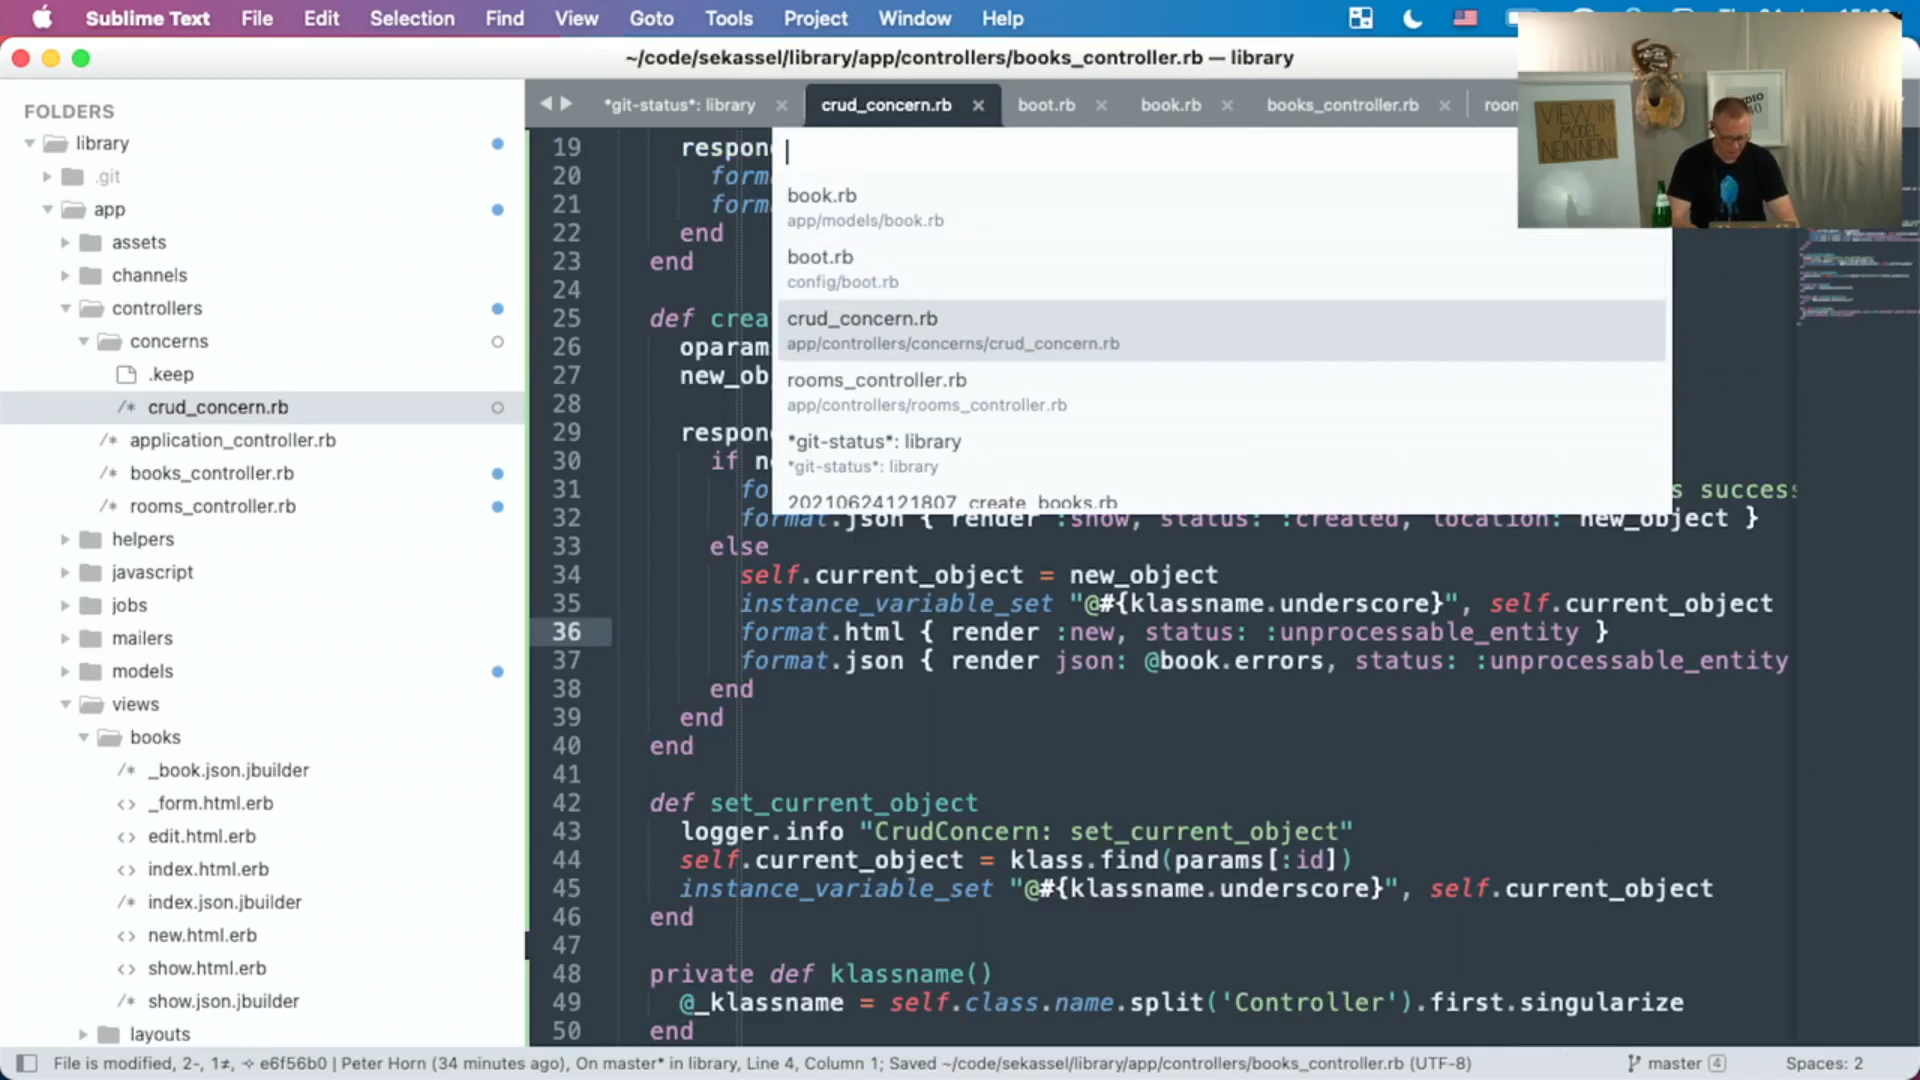 Sublime Text File Edit Selection Find View Goto Tools Project Window Help
~/code/sekassel/library/app/controllers/books_controller.rb — library
VIEW IM
MODEL
NEIN NEIN!
FOLDERS
library
.git
app
assets
channels
controllers
concerns
.keep
/* crud_concern.rb
/* application_controller.rb
/* books_controller.rb
/* rooms_controller.rb
helpers
javascript
jobs
mailers
models
views
books
/* _book.json.jbuilder
<> _form.html.erb
<> edit.html.erb
<> index.html.erb
/* index.json.jbuilder
<> new.html.erb
<> show.html.erb
/* show.json.jbuilder
layouts
*git-status*: library × crud_concern.rb × boot.rb × book.rb × books_controller.rb × room
book.rb
app/models/book.rb
boot.rb
config/boot.rb
crud_concern.rb
app/controllers/concerns/crud_concern.rb
rooms_controller.rb
app/controllers/rooms_controller.rb
*git-status*: library
*git-status*: library
20210624121807_create_books.rb
19 respon
20 form
21 form
22 end
23 end
24
25 def crea
26 oparam
27 new_ob
28
29 respon
30 if n
31 fo s succes
32 format.json { render :show, status: :created, location: new_object }
33 else
34 self.current_object = new_object
35 instance_variable_set "@#{klassname.underscore}", self.current_object
36 format.html { render :new, status: :unprocessable_entity }
37 format.json { render json: @book.errors, status: :unprocessable_entity
38 end
39 end
40 end
41
42 def set_current_object
43 logger.info "CrudConcern: set_current_object"
44 self.current_object = klass.find(params[:id])
45 instance_variable_set "@#{klassname.underscore}", self.current_object
46 end
47
48 private def klassname()
49 @_klassname = self.class.name.split('Controller').first.singularize
50 end
File is modified, 2-, 1≠, e6f56b0 | Peter Horn (34 minutes ago), On master* in library, Line 4, Column 1; Saved ~/code/sekassel/library/app/controllers/books_controller.rb (UTF-8) master 4 Spaces: 2